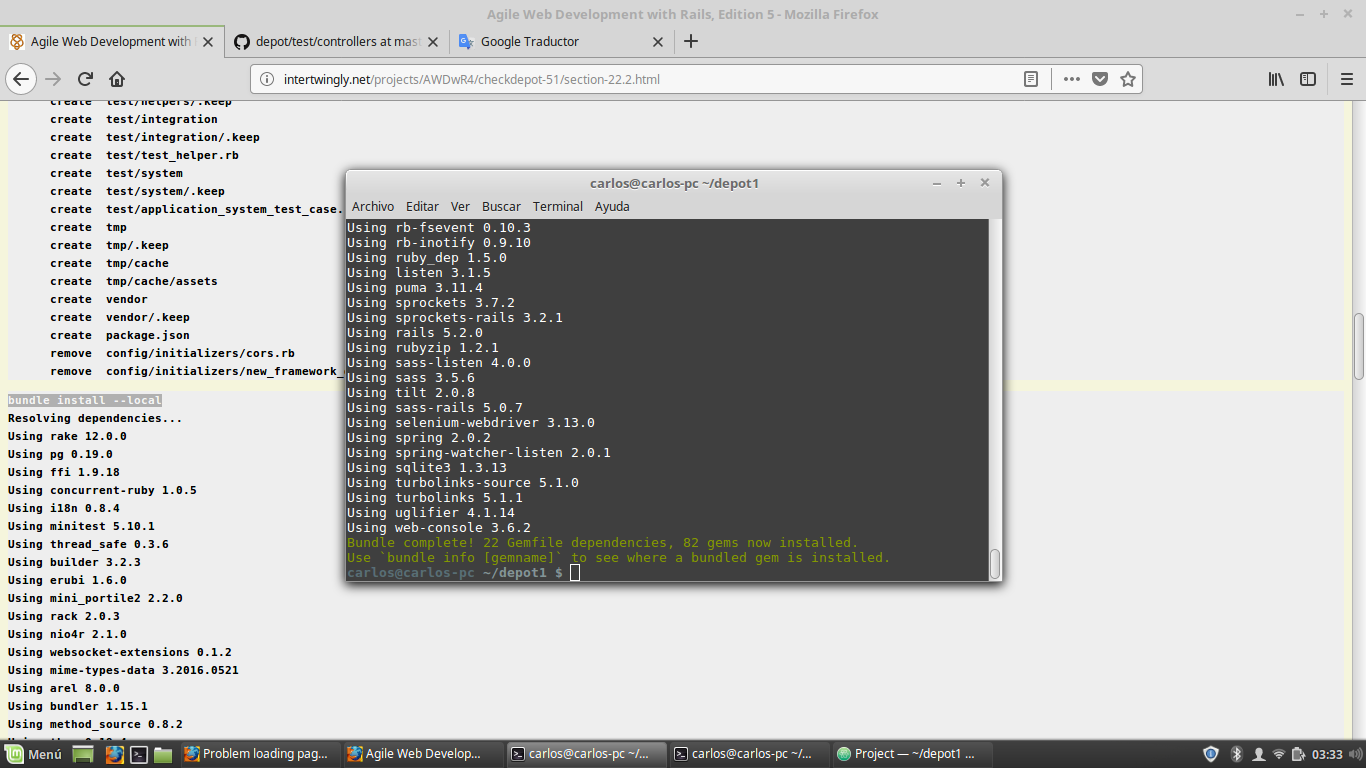 Agile Web Development with Rails, Edition 5 - Mozilla Firefox
Agile Web Development with
depot/test/controllers at mast
Google Traductor
intertwingly.net/projects/AWDwR4/checkdepot-51/section-22.2.html
create test/helpers/.keep
create test/integration
create test/integration/.keep
create test/test_helper.rb
create test/system
create test/system/.keep
create test/application_system_test_case.
create tmp
create tmp/.keep
create tmp/cache
create tmp/cache/assets
create vendor
create vendor/.keep
create package.json
remove config/initializers/cors.rb
remove config/initializers/new_framework_
bundle install --local
Resolving dependencies...
Using rake 12.0.0
Using pg 0.19.0
Using ffi 1.9.18
Using concurrent-ruby 1.0.5
Using i18n 0.8.4
Using minitest 5.10.1
Using thread_safe 0.3.6
Using builder 3.2.3
Using erubi 1.6.0
Using mini_portile2 2.2.0
Using rack 2.0.3
Using nio4r 2.1.0
Using websocket-extensions 0.1.2
Using mime-types-data 3.2016.0521
Using arel 8.0.0
Using bundler 1.15.1
Using method_source 0.8.2
carlos@carlos-pc ~/depot1
Archivo Editar Ver Buscar Terminal Ayuda
Using rb-fsevent 0.10.3
Using rb-inotify 0.9.10
Using ruby_dep 1.5.0
Using listen 3.1.5
Using puma 3.11.4
Using sprockets 3.7.2
Using sprockets-rails 3.2.1
Using rails 5.2.0
Using rubyzip 1.2.1
Using sass-listen 4.0.0
Using sass 3.5.6
Using tilt 2.0.8
Using sass-rails 5.0.7
Using selenium-webdriver 3.13.0
Using spring 2.0.2
Using spring-watcher-listen 2.0.1
Using sqlite3 1.3.13
Using turbolinks-source 5.1.0
Using turbolinks 5.1.1
Using uglifier 4.1.14
Using web-console 3.6.2
Bundle complete! 22 Gemfile dependencies, 82 gems now installed.
Use `bundle info [gemname]` to see where a bundled gem is installed.
carlos@carlos-pc ~/depot1 $
Menú
Problem loading pag...
Agile Web Develop...
carlos@carlos-pc ~/...
carlos@carlos-pc ~/...
Project — ~/depot1 ...
03:33